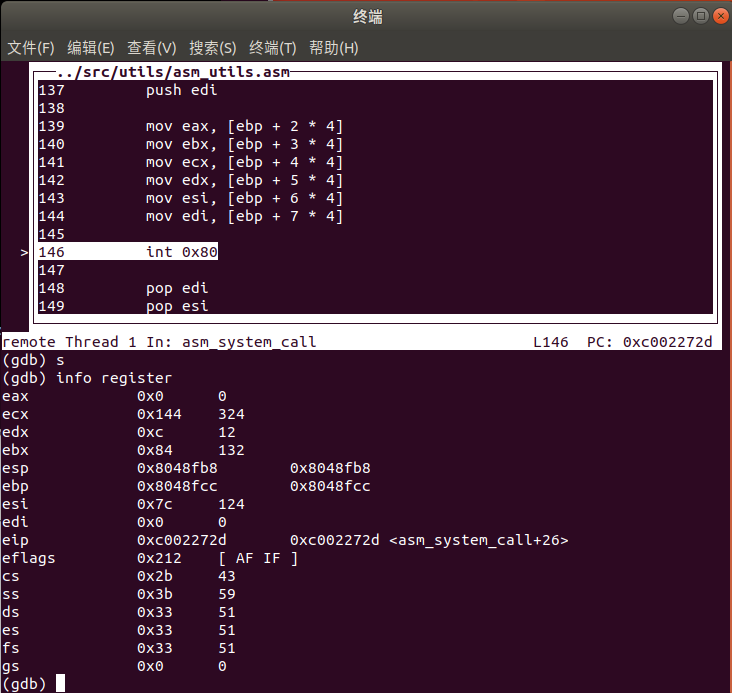 终端
文件(F) 编辑(E) 查看(V) 搜索(S) 终端(T) 帮助(H)
../src/utils/asm_utils.asm
137 push edi
138
139 mov eax, [ebp + 2 * 4]
140 mov ebx, [ebp + 3 * 4]
141 mov ecx, [ebp + 4 * 4]
142 mov edx, [ebp + 5 * 4]
143 mov esi, [ebp + 6 * 4]
144 mov edi, [ebp + 7 * 4]
145
> 146 int 0x80
147
148 pop edi
149 pop esi
remote Thread 1 In: asm_system_call L146 PC: 0xc002272d
(gdb) s
(gdb) info register
eax 0x0 0
ecx 0x144 324
edx 0xc 12
ebx 0x84 132
esp 0x8048fb8 0x8048fb8
ebp 0x8048fcc 0x8048fcc
esi 0x7c 124
edi 0x0 0
eip 0xc002272d 0xc002272d <asm_system_call+26>
eflags 0x212 [ AF IF ]
cs 0x2b 43
ss 0x3b 59
ds 0x33 51
es 0x33 51
fs 0x33 51
gs 0x0 0
(gdb)